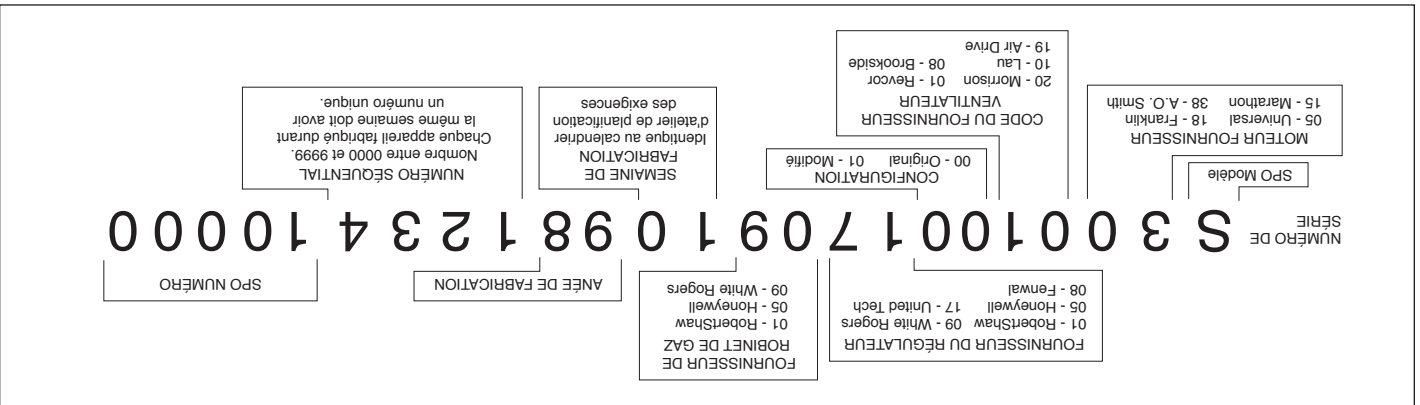 FOURNISSEUR DU RÉGULATEUR
01 - RobertShaw 09 - White Rogers
05 - Honeywell 17 - United Tech
08 - Fenwal
FOURNISSEUR DE
ROBINET DE GAZ
01 - RobertShaw
05 - Honeywell
09 - White Rogers
ANÉE DE FABRICATION
SPO NUMÉRO
NUMÉRO DE
SÉRIE
S 3 0 0 1 0 0 1 7 0 9 1 0 9 8 1 2 3 4 1 0 0 0 0
SPO Modèle
MOTEUR FOURNISSEUR
05 - Universal 18 - Franklin
15 - Marathon 38 - A.O. Smith
CONFIGURATION
00 - Original 01 - Modifié
CODE DU FOURNISSEUR
VENTILATEUR
20 - Morrison 01 - Revcor
10 - Lau 08 - Brookside
19 - Air Drive
SEMAINE DE
FABRICATION
Identique au calendrier
d'atelier de planification
des exigences
NUMÉRO SÉQUENTIAL
Nombre entre 0000 et 9999.
Chaque appareil fabriqué durant
la même semaine doit avoir
un numéro unique.